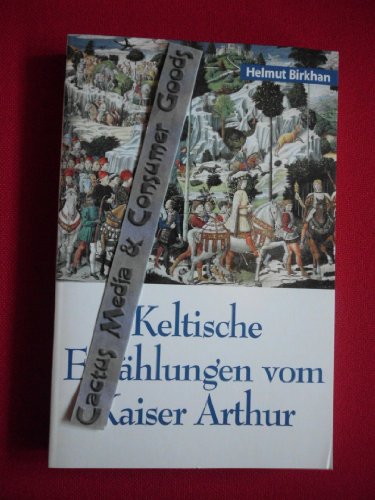 Helmut Birkhan
Cactus Media & Consumer Goods
Keltische
Erzählungen vom
Kaiser Arthur